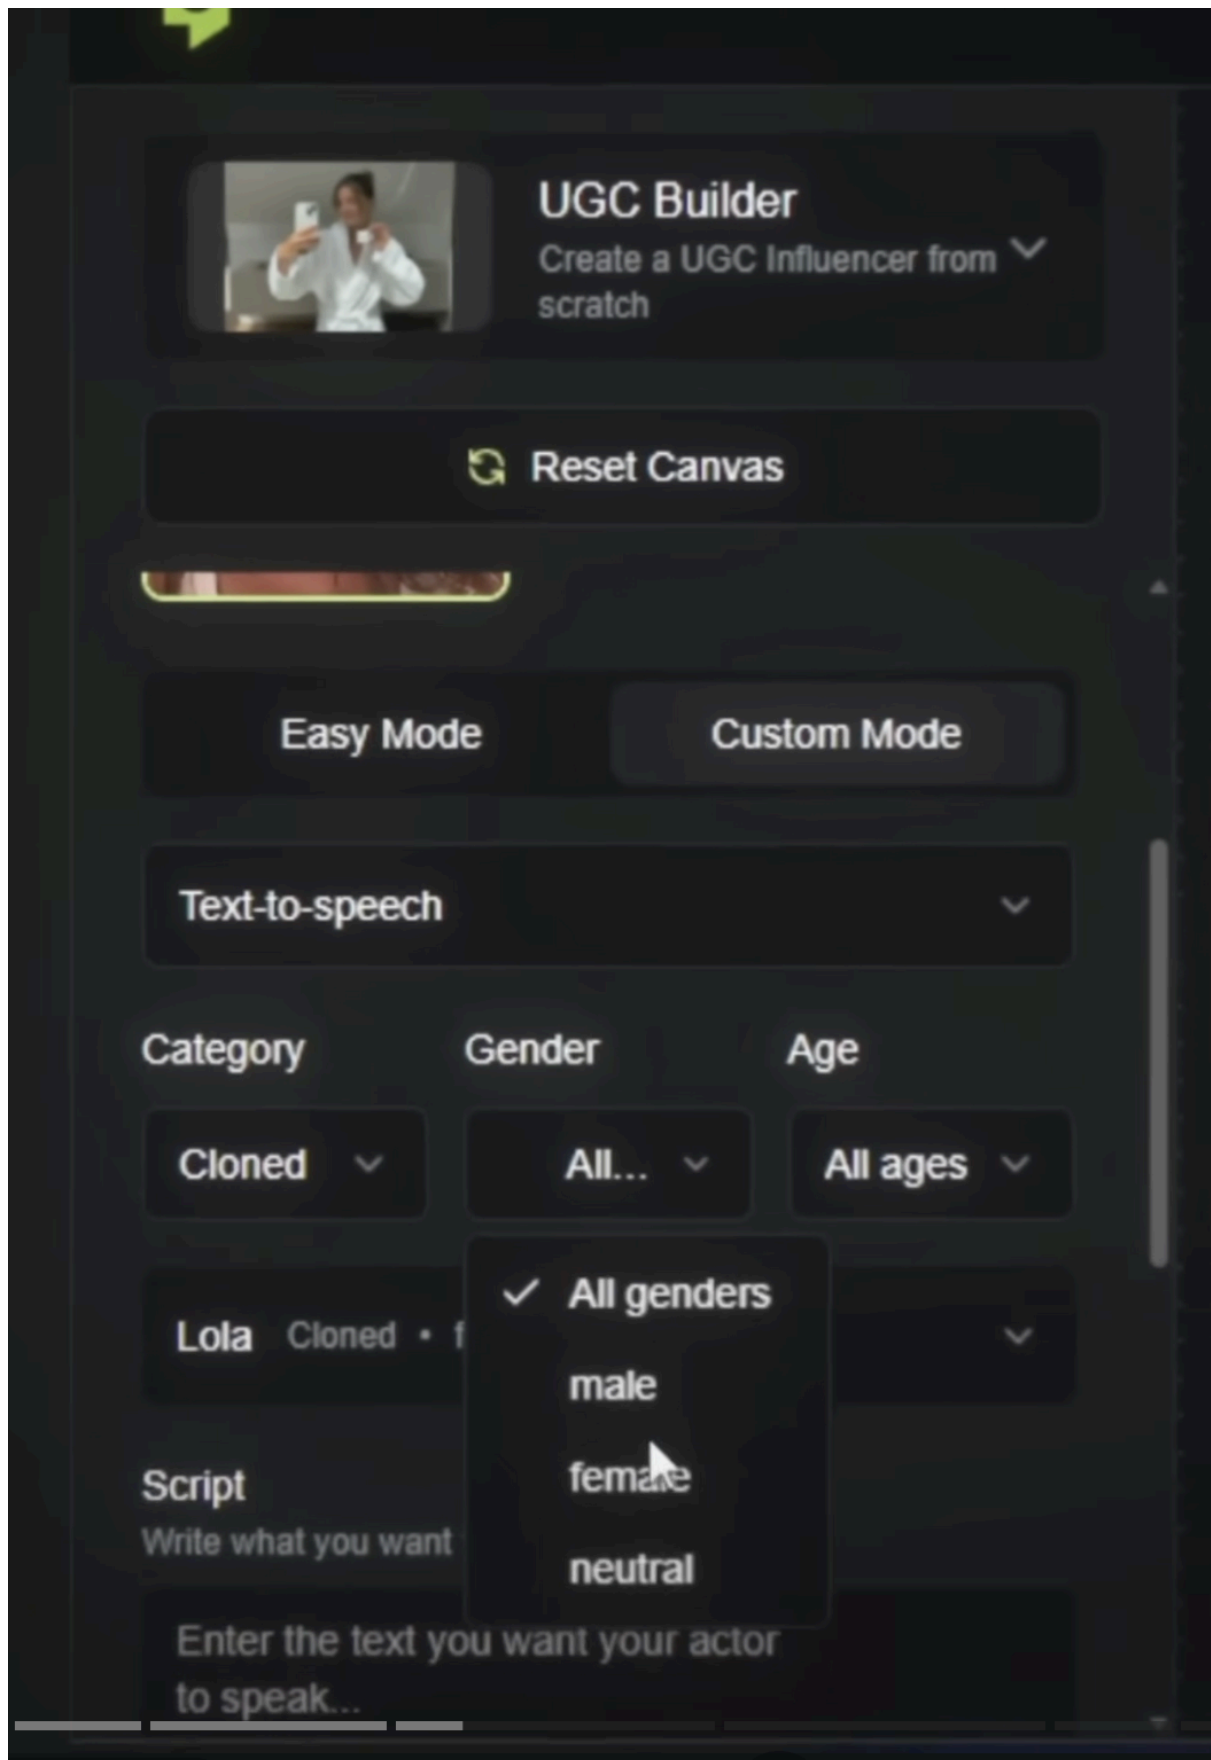 UGC Builder
Create a UGC Influencer from
scratch
Reset Canvas
Easy Mode
Custom Mode
Text-to-speech
Category
Gender
Age
Cloned
All...
All ages
All genders
male
female
neutral
Lola Cloned • f
Script
Write what you want
Enter the text you want your actor
to speak...